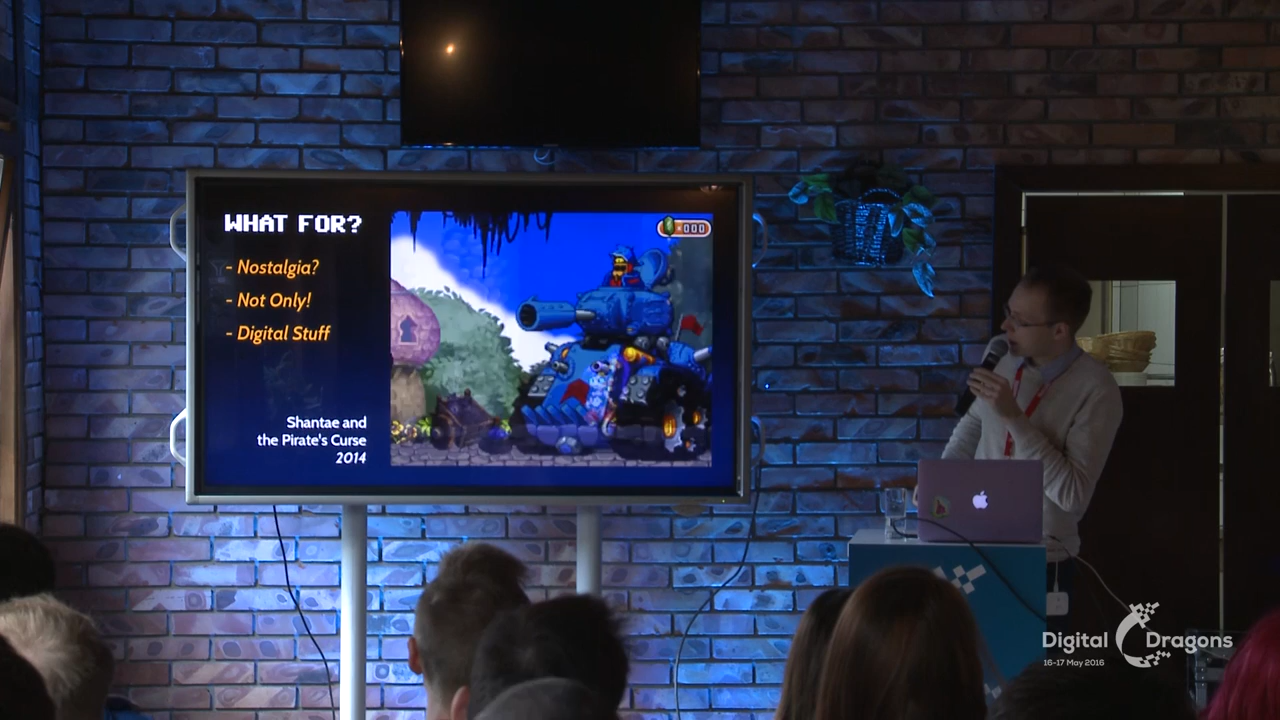 WHAT FOR?
- Nostalgia?
- Not Only!
- Digital Stuff
000
Shantae and
the Pirate's Curse
2014
Digital Dragons
16-17 May 2016